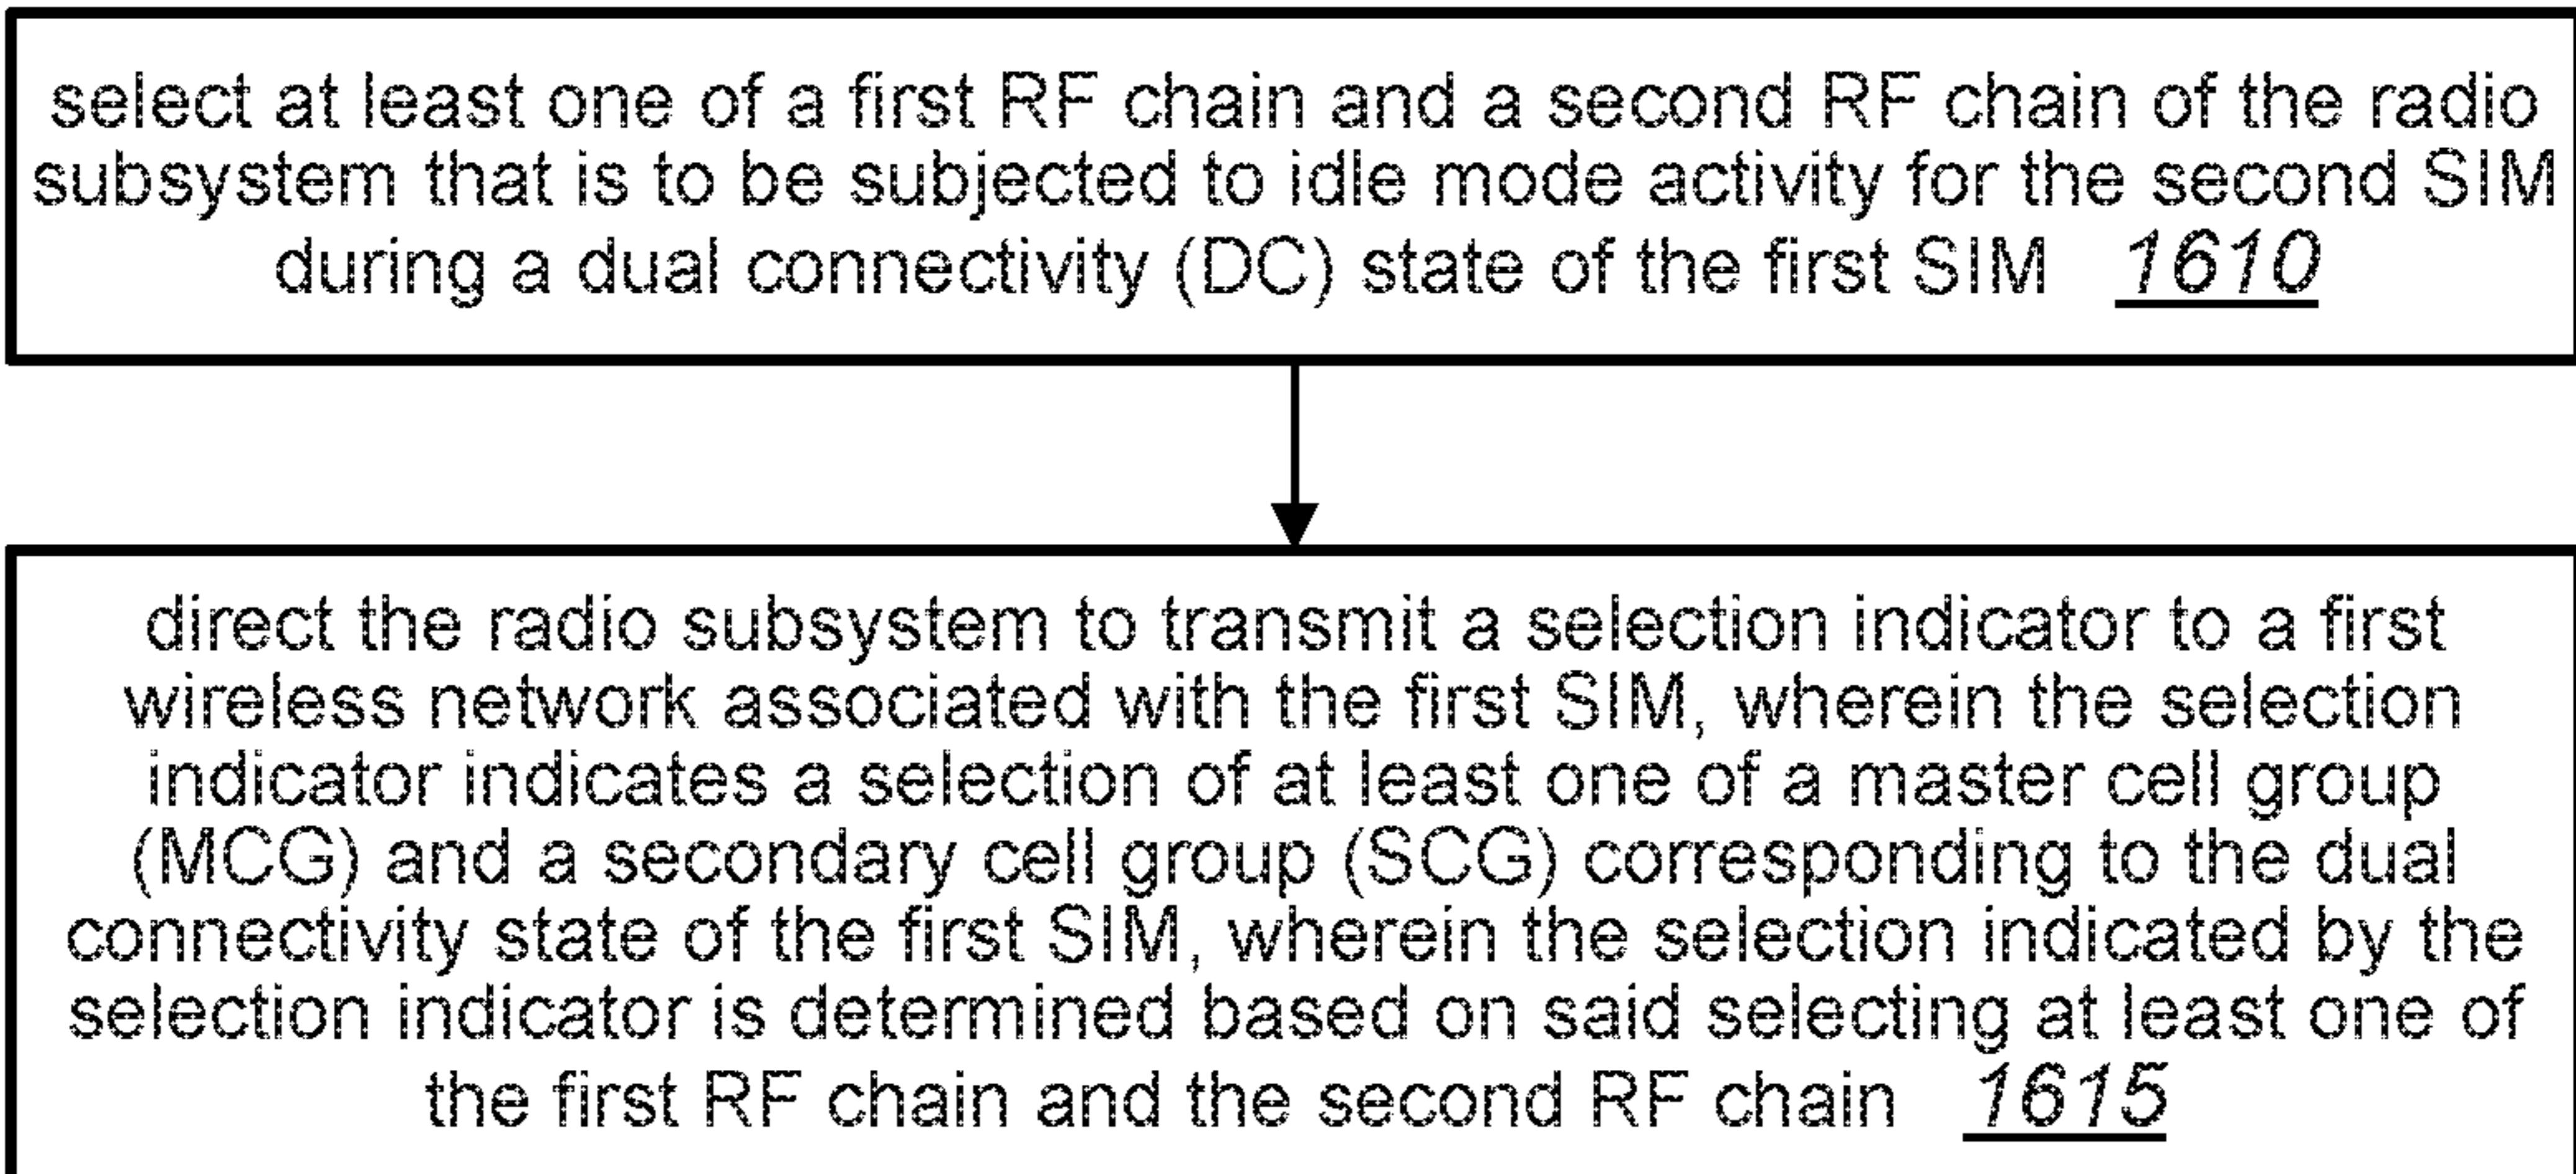 select at least one of a first RF chain and a second RF chain of the radio
subsystem that is to be subjected to idle mode activity for the second SIM
during a dual connectivity (DC) state of the first SIM 1610
direct the radio subsystem to transmit a selection indicator to a first
wireless network associated with the first SIM, wherein the selection
indicator indicates a selection of at least one of a master cell group
(MCG) and a secondary cell group (SCG) corresponding to the dual
connectivity state of the first SIM, wherein the selection indicated by the
selection indicator is determined based on said selecting at least one of
the first RF chain and the second RF chain 1615